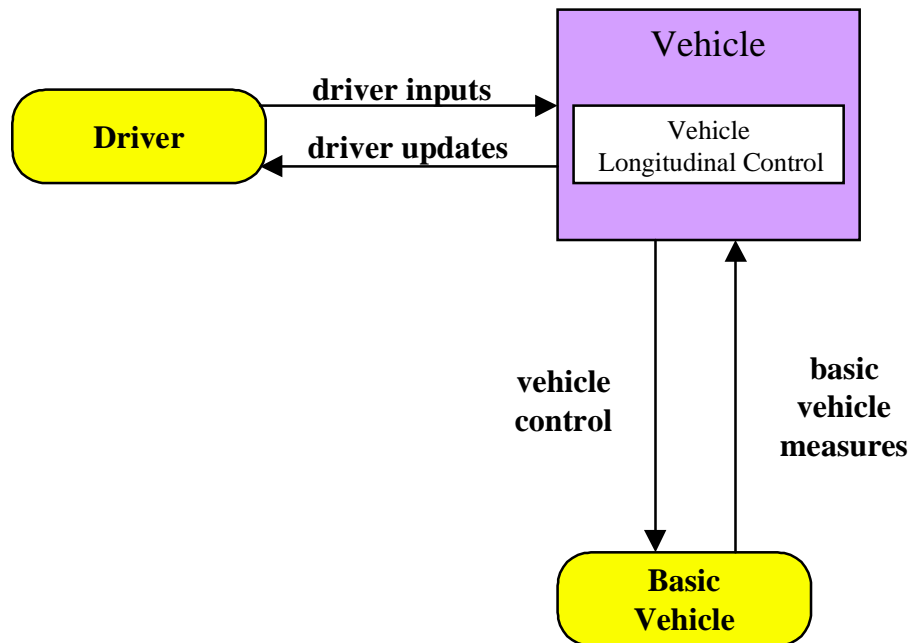 Vehicle
driver inputs
Driver
driver updates
Vehicle
Longitudinal Control
vehicle
control
basic
vehicle
measures
Basic
Vehicle